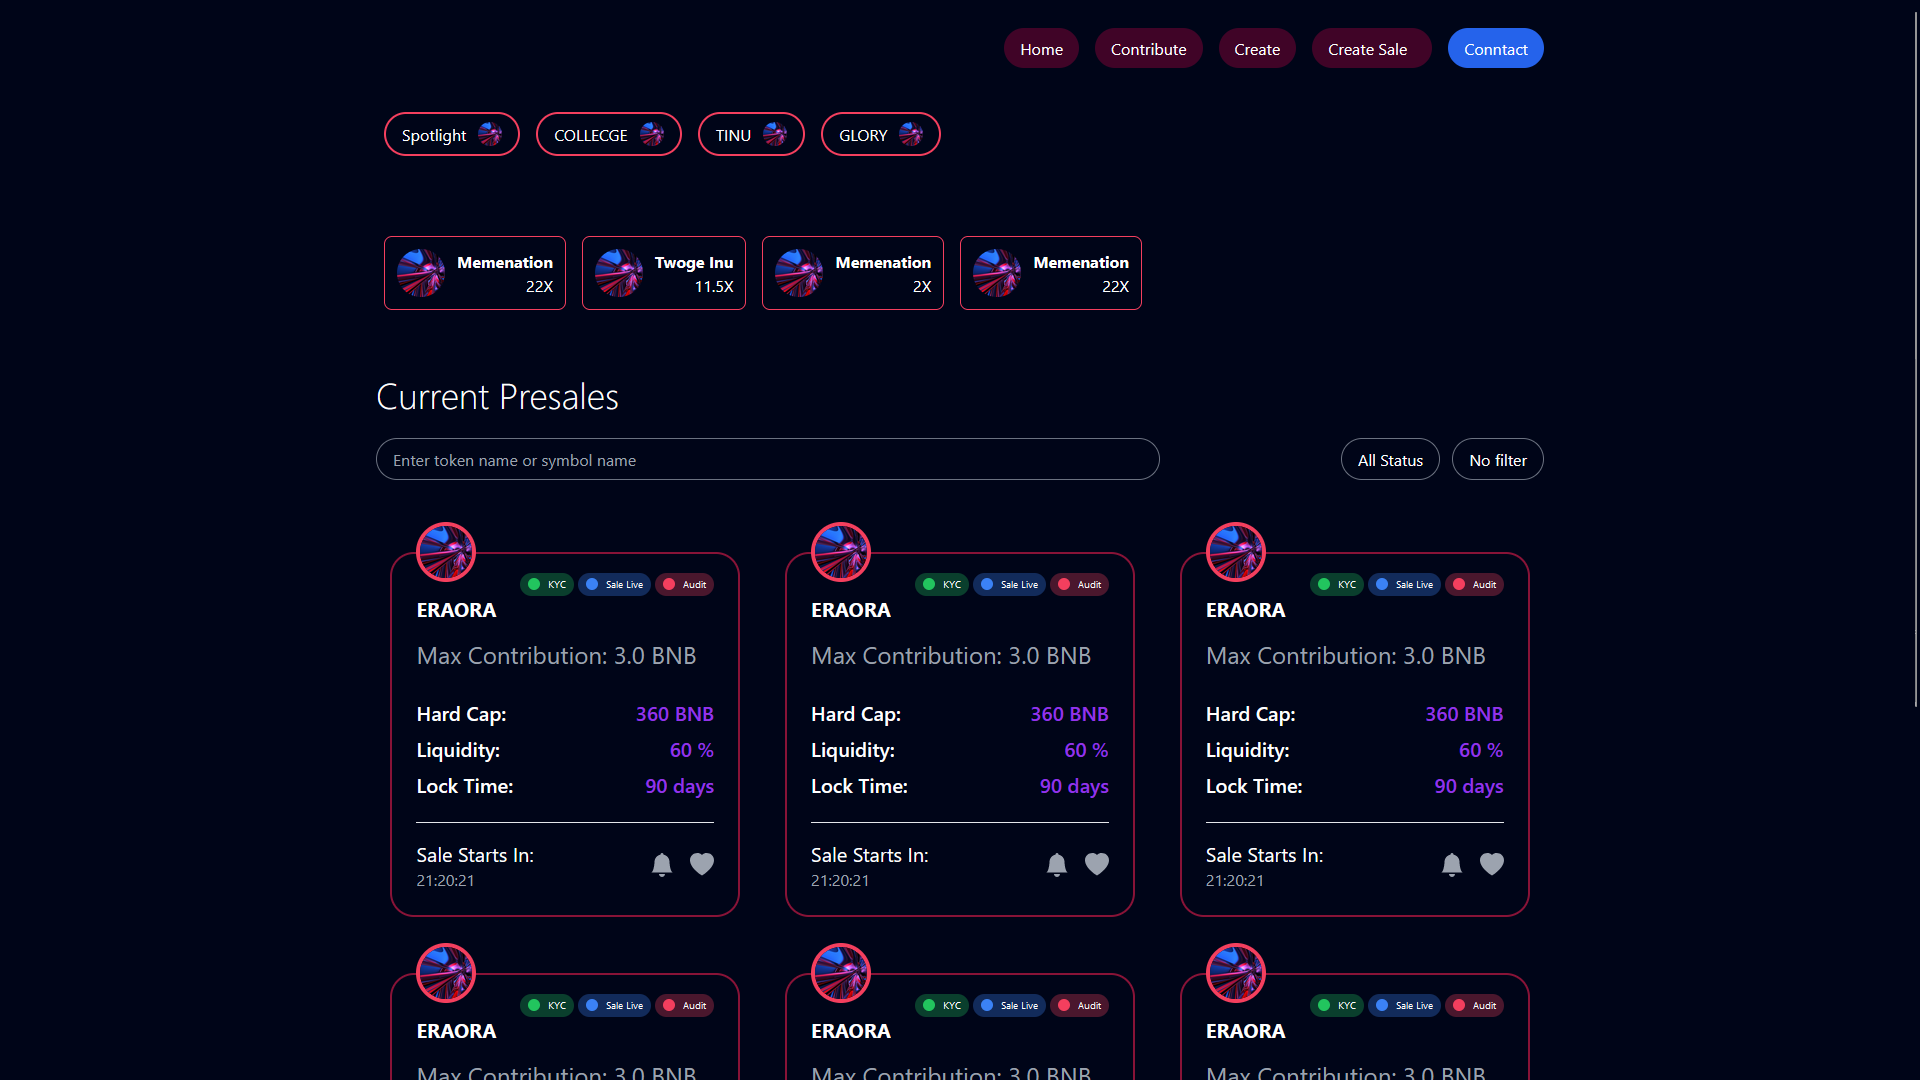 Home Contribute Create Create Sale Conntact
Spotlight COLLECGE TINU GLORY
Memenation Twoge Inu Memenation Memenation
22X 11.5X 2X 22X
Current Presales
Enter token name or symbol name All Status No filter
KYC Sale Live Audit KYC Sale Live Audit KYC Sale Live Audit
ERAORA ERAORA ERAORA
Max Contribution: 3.0 BNB Max Contribution: 3.0 BNB Max Contribution: 3.0 BNB
Hard Cap: 360 BNB Hard Cap: 360 BNB Hard Cap: 360 BNB
Liquidity: 60 % Liquidity: 60 % Liquidity: 60 %
Lock Time: 90 days Lock Time: 90 days Lock Time: 90 days
Sale Starts In: Sale Starts In: Sale Starts In:
21:20:21 21:20:21 21:20:21
KYC Sale Live Audit KYC Sale Live Audit KYC Sale Live Audit
ERAORA ERAORA ERAORA
Max Contribution: 3.0 BNB Max Contribution: 3.0 BNB Max Contribution: 3.0 BNB